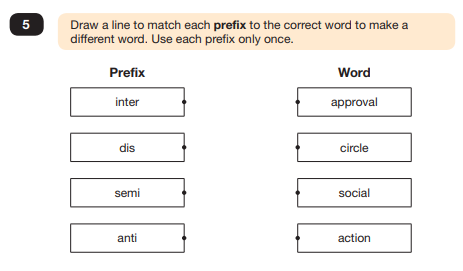 5
Draw a line to match each prefix to the correct word to make a
different word. Use each prefix only once.
Prefix Word
inter approval
dis circle
semi social
anti action